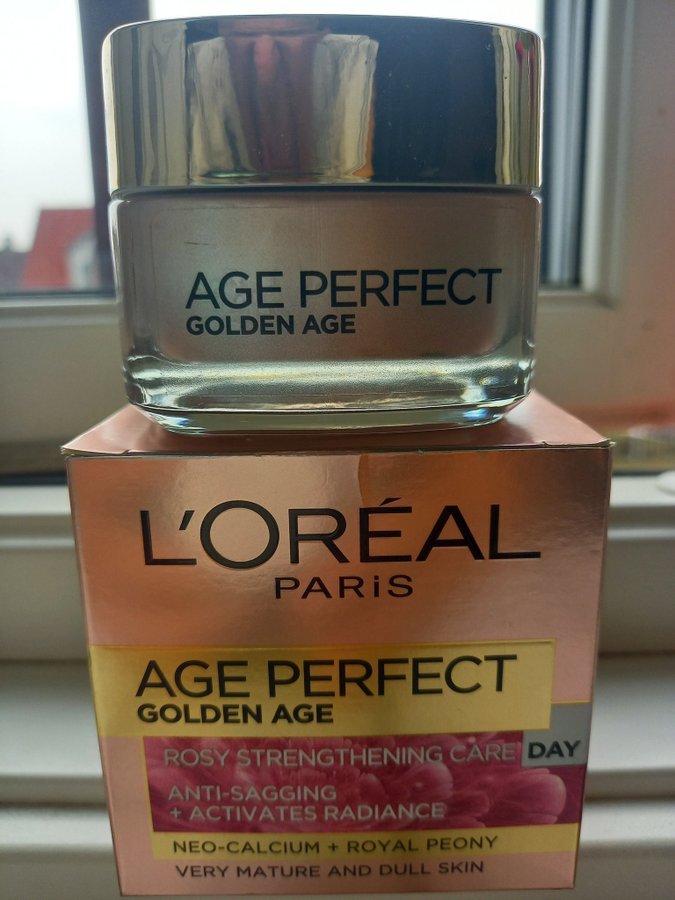 AGE PERFECT
GOLDEN AGE
L'ORÉAL
PARiS
AGE PERFECT
GOLDEN AGE
ROSY STRENGTHENING CARE DAY
ANTI-SAGGING
+ ACTIVATES RADIANCE
NEO-CALCIUM + ROYAL PEONY
VERY MATURE AND DULL SKIN